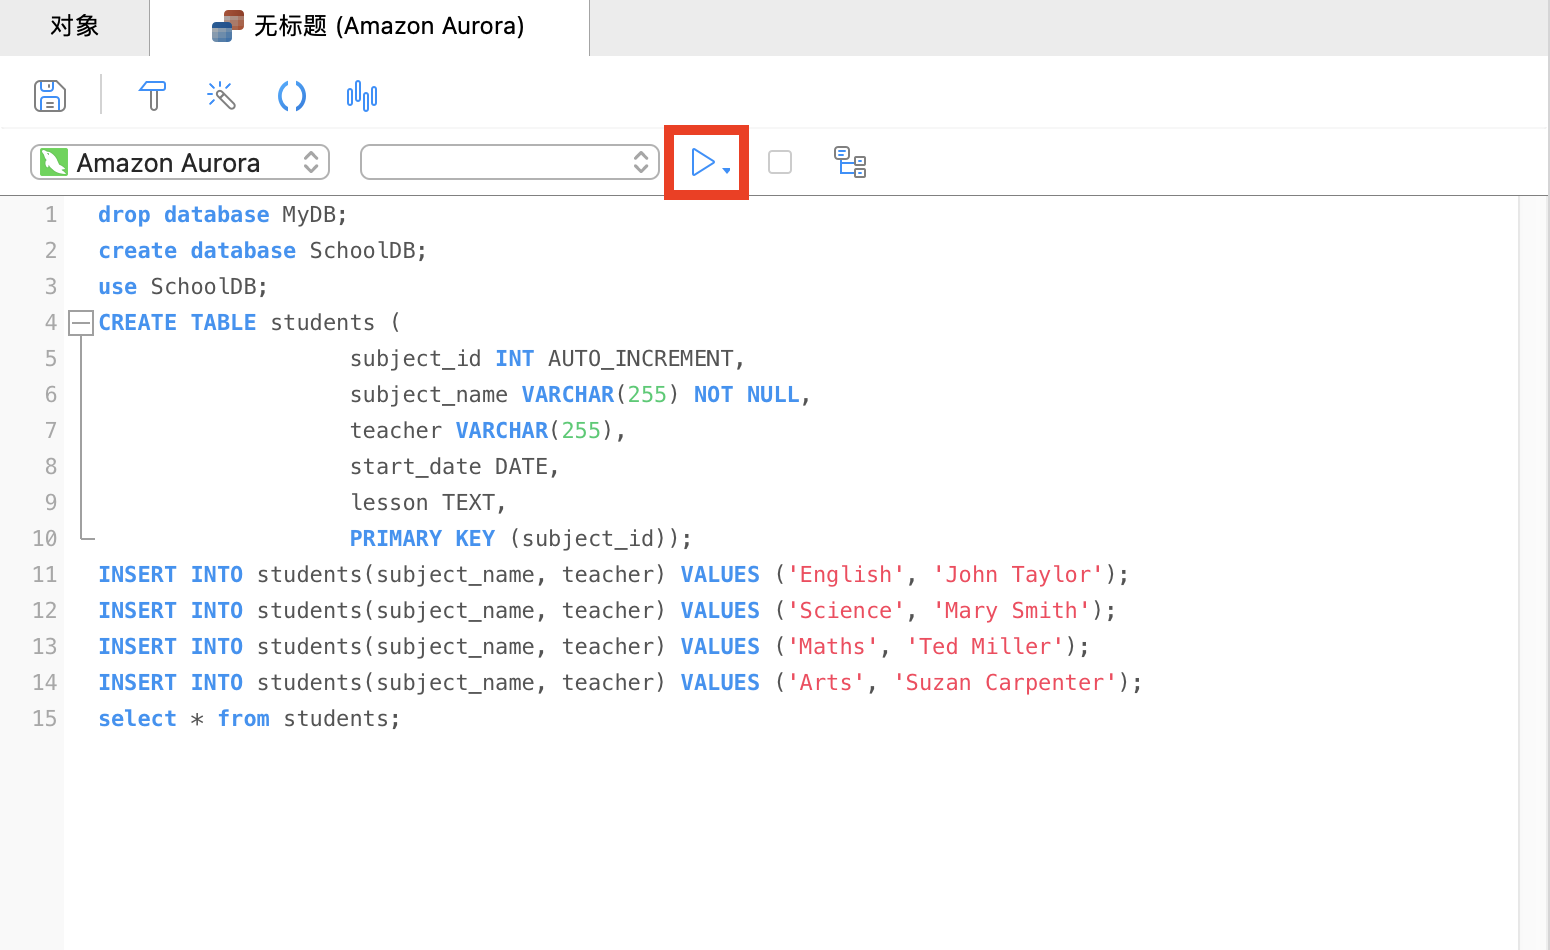 对象
无标题 (Amazon Aurora)
Amazon Aurora
1 drop database MyDB;
2 create database SchoolDB;
3 use SchoolDB;
4 CREATE TABLE students (
5 subject_id INT AUTO_INCREMENT,
6 subject_name VARCHAR(255) NOT NULL,
7 teacher VARCHAR(255),
8 start_date DATE,
9 lesson TEXT,
10 PRIMARY KEY (subject_id));
11 INSERT INTO students(subject_name, teacher) VALUES ('English', 'John Taylor');
12 INSERT INTO students(subject_name, teacher) VALUES ('Science', 'Mary Smith');
13 INSERT INTO students(subject_name, teacher) VALUES ('Maths', 'Ted Miller');
14 INSERT INTO students(subject_name, teacher) VALUES ('Arts', 'Suzan Carpenter');
15 select * from students;